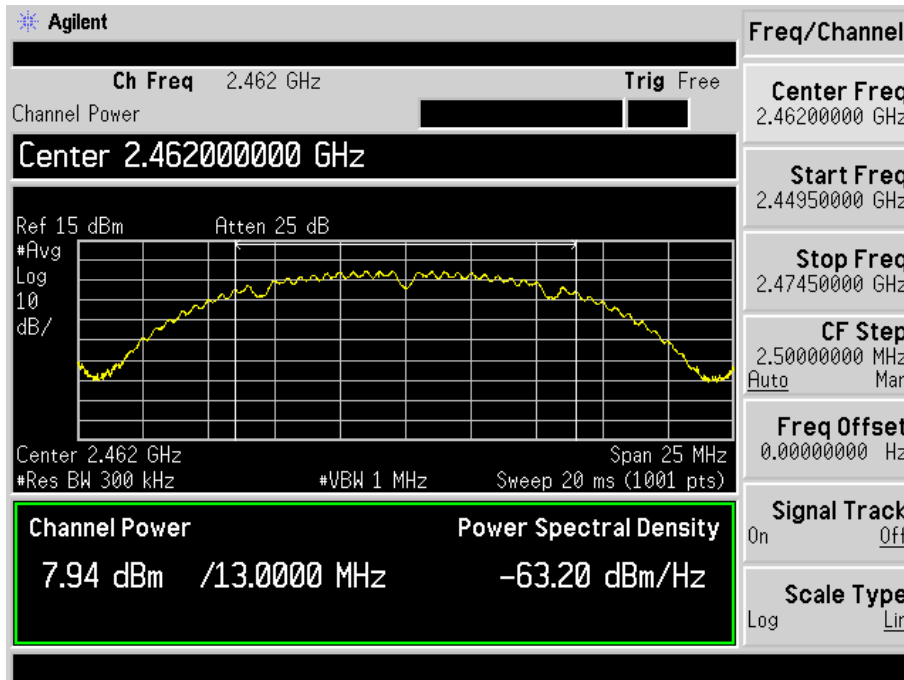 Agilent
Freq/Channel
Ch Freq 2.462 GHz Trig Free
Channel Power
Center 2.462000000 GHz
Ref 15 dBm Atten 25 dB
#Avg
Log
10
dB/
Center 2.462 GHz Span 25 MHz
#Res BW 300 kHz #VBW 1 MHz Sweep 20 ms (1001 pts)
Channel Power Power Spectral Density
7.94 dBm /13.0000 MHz -63.20 dBm/Hz
Center Freq
2.46200000 GHz
Start Freq
2.44950000 GHz
Stop Freq
2.47450000 GHz
CF Step
2.50000000 MHz
Auto Man
Freq Offset
0.00000000 Hz
Signal Track
On Off
Scale Type
Log Lin